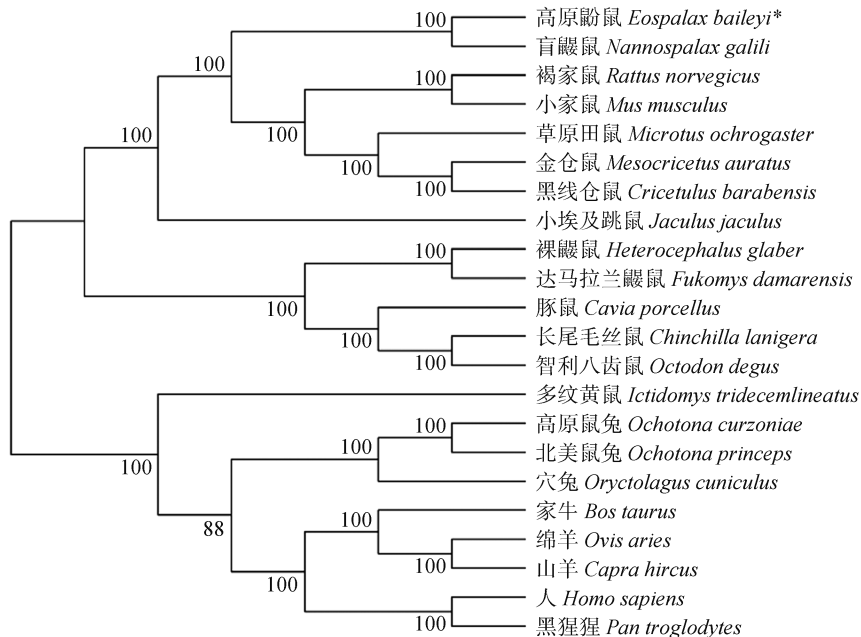 100
高原鼢鼠 Eospalax baileyi*
盲鼹鼠 Nannospalax galili
100
100
褐家鼠 Rattus norvegicus
小家鼠 Mus musculus
100
100
草原田鼠 Microtus ochrogaster
100
金仓鼠 Mesocricetus auratus
100
黑线仓鼠 Cricetulus barabensis
小埃及跳鼠 Jaculus jaculus
100
裸鼹鼠 Heterocephalus glaber
达马拉兰鼹鼠 Fukomys damarensis
100
豚鼠 Cavia porcellus
100
长尾毛丝鼠 Chinchilla lanigera
100
智利八齿鼠 Octodon degus
多纹黄鼠 Ictidomys tridecemlineatus
100
100
高原鼠兔 Ochotona curzoniae
100
北美鼠兔 Ochotona princeps
穴兔 Oryctolagus cuniculus
88
100
家牛 Bos taurus
绵羊 Ovis aries
100
山羊 Capra hircus
100
人 Homo sapiens
100
黑猩猩 Pan troglodytes